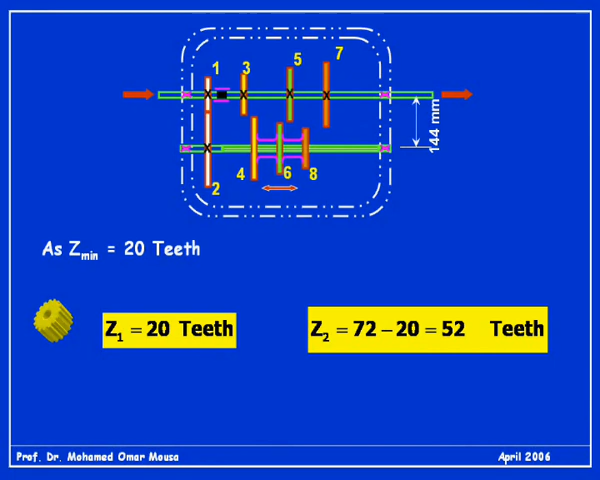 1 3 5 7
144 mm
2 4 6 8
As Zmin = 20 Teeth
Z1 = 20 Teeth
Z2 = 72 − 20 = 52 Teeth
Prof. Dr. Mohamed Omar Mousa
April 2006